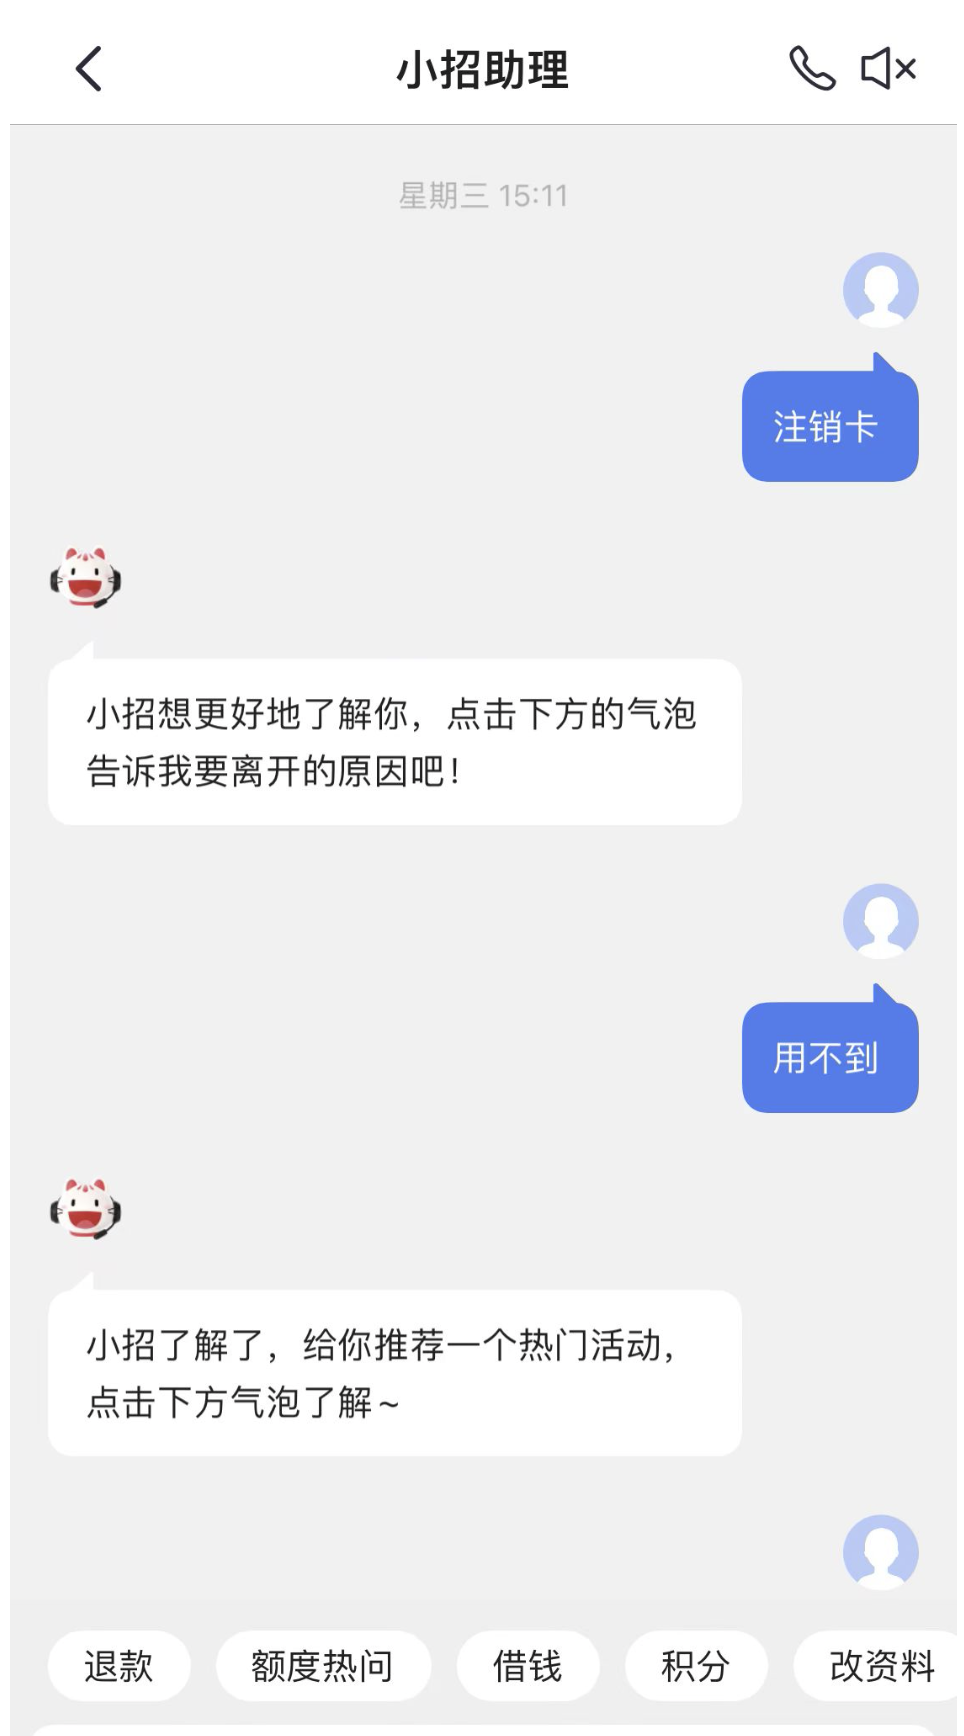 小招助理
星期三 15:11
注销卡
小招想更好地了解你，点击下方的气泡
告诉我要离开的原因吧！
用不到
小招了解了，给你推荐一个热门活动，
点击下方气泡了解~
退款 额度热问 借钱 积分 改资料